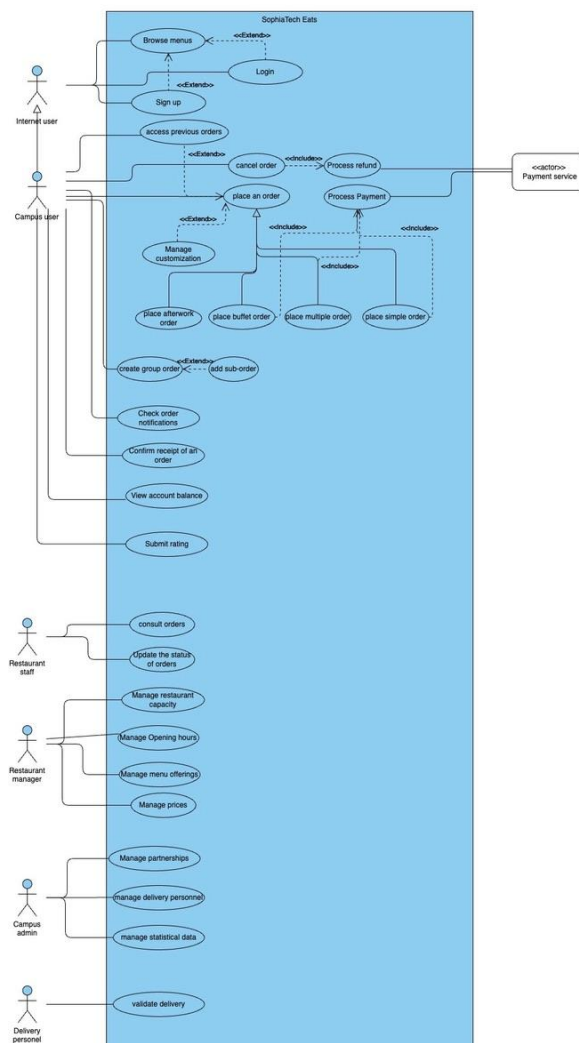 SophiaTech Eats
Browse menus
<<Extend>>
Login
<<Extend>>
Sign up
Internet user
access previous orders
<<Extend>>
cancel order
<<Include>>
Process refund
<<actor>>
Payment service
Campus user
place an order
Process Payment
<<Extend>>
<<Include>>
Manage
customization
<<Include>>
place afterwork
order
place buffet order
place multiple order
place simple order
create group order
<<Extend>>
add sub-order
Check order
notifications
Confirm receipt of an
order
View account balance
Submit rating
consult orders
Restaurant
staff
Update the status
of orders
Manage restaurant
capacity
Manage Opening hours
Restaurant
manager
Manage menu offerings
Manage prices
Manage partnerships
manage delivery personnel
Campus
admin
manage statistical data
validate delivery
Delivery
personel